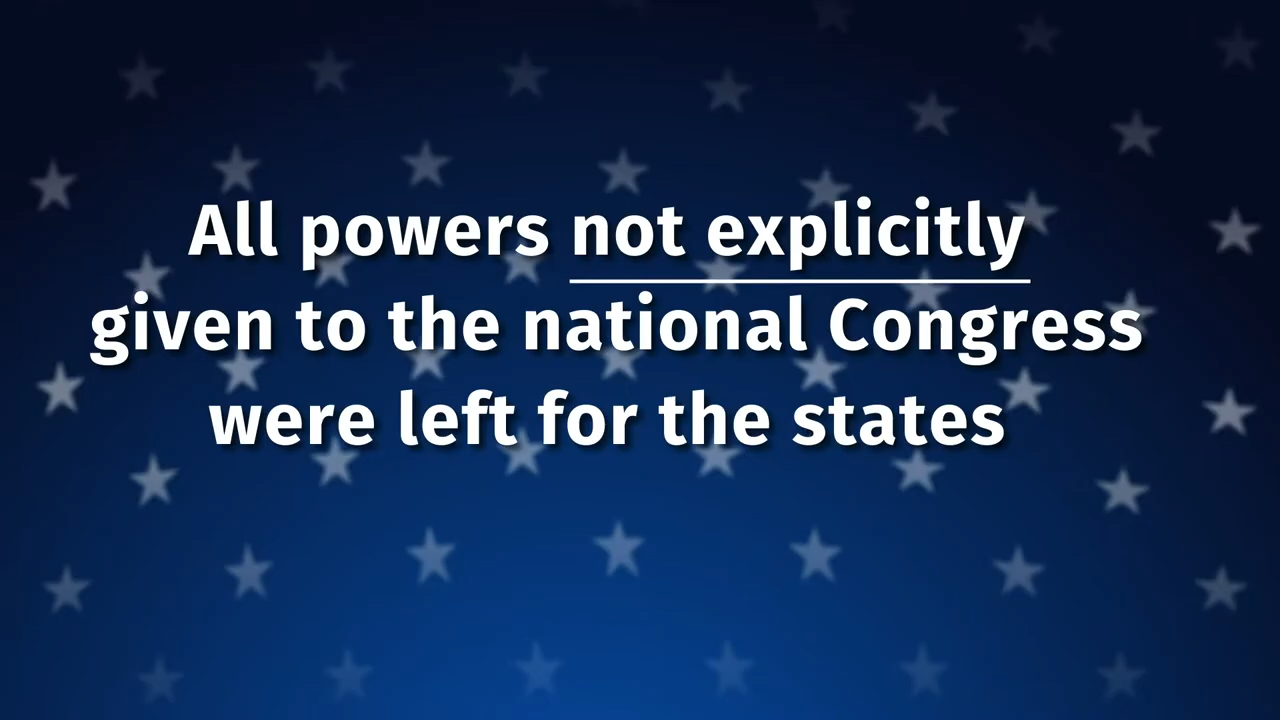 All powers not explicitly
given to the national Congress
were left for the states